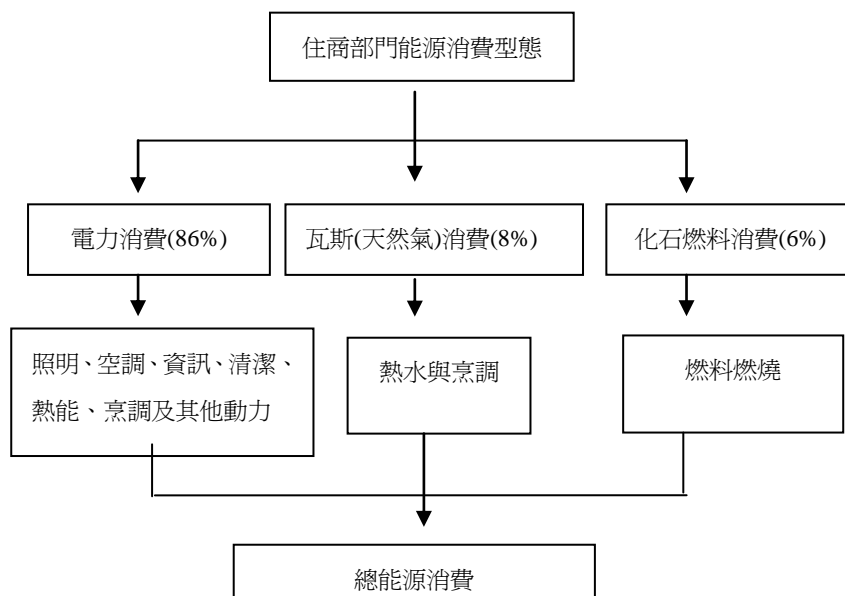 住商部門能源消費型態
電力消費(86%)
瓦斯(天然氣)消費(8%)
化石燃料消費(6%)
照明、空調、資訊、清潔、
熱能、烹調及其他動力
熱水與烹調
燃料燃燒
總能源消費